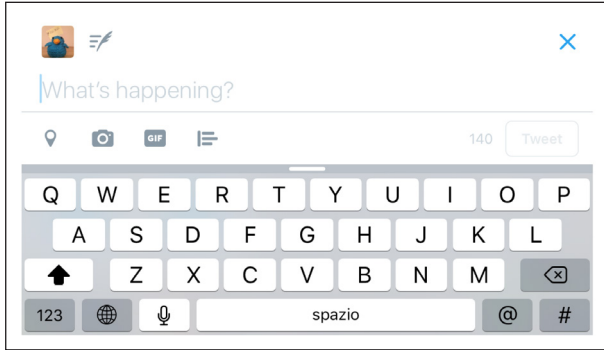 What's happening?
GIF 140 Tweet
Q W E R T Y U I O P
A S D F G H J K L
Z X C V B N M
123 spazio @ #